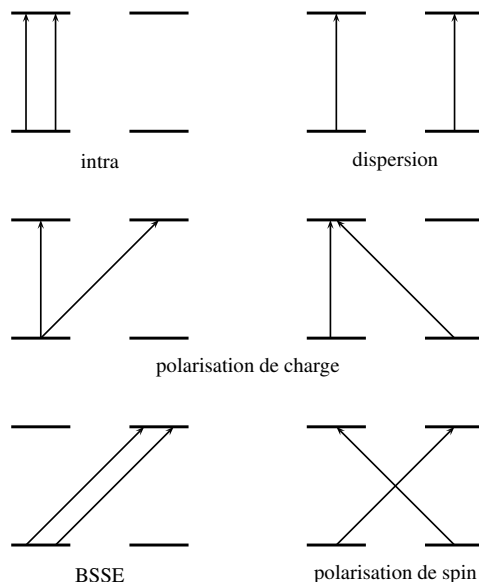 intra
dispersion
polarisation de charge
BSSE
polarisation de spin